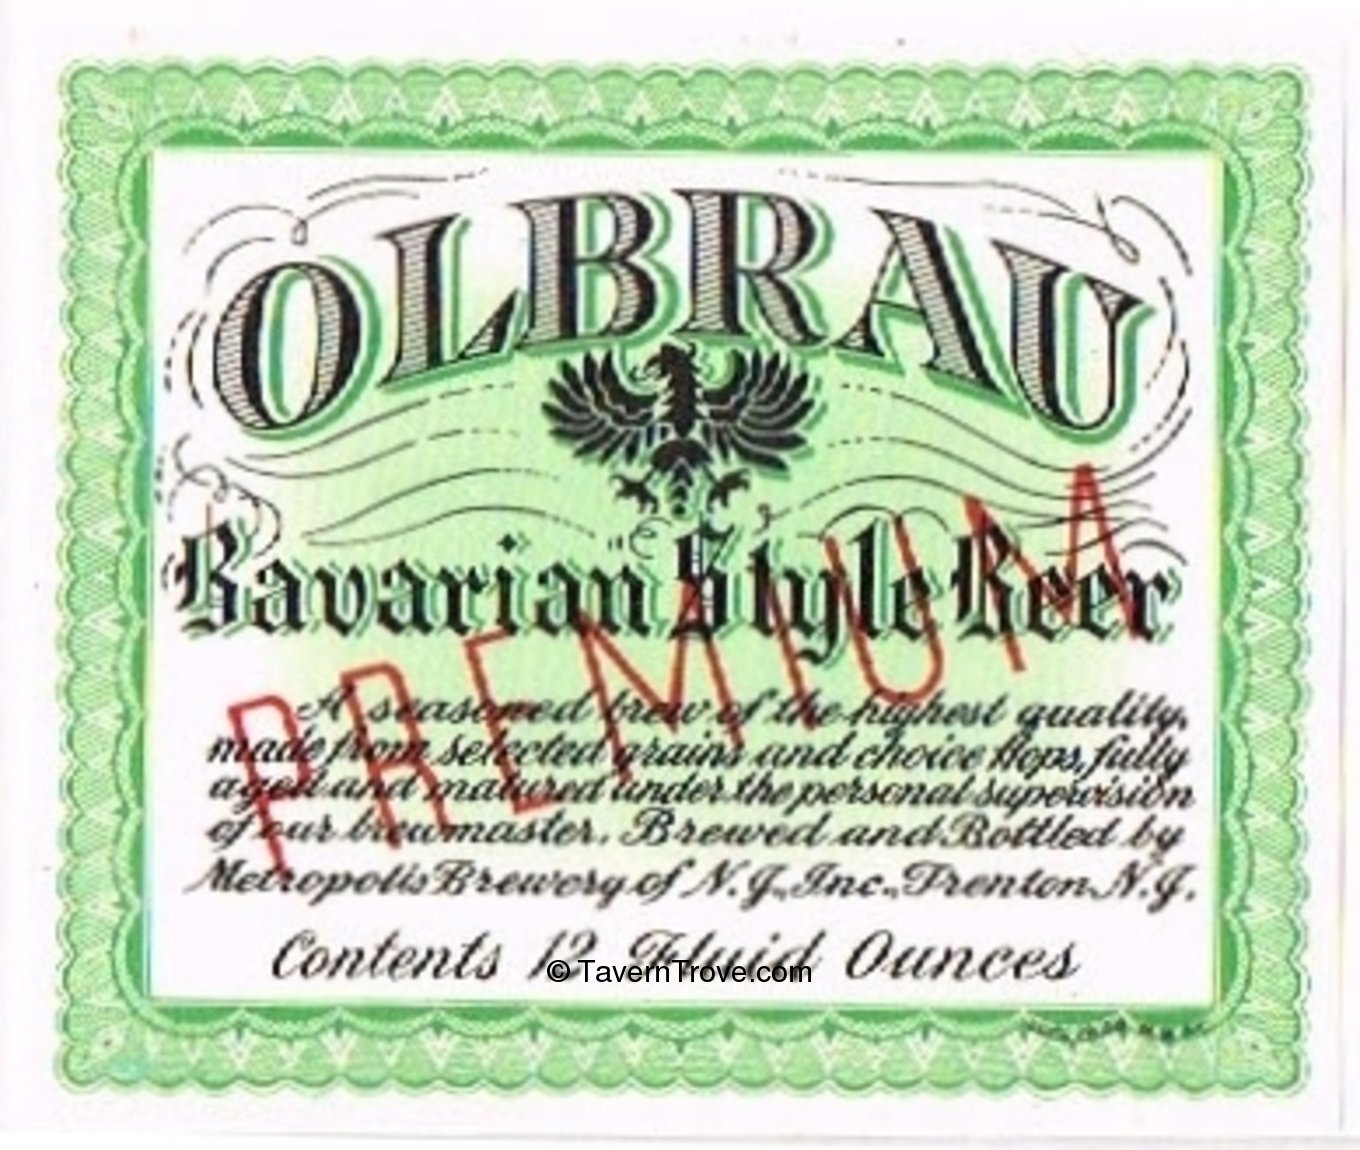 OLBRAU
Bavarian Style Beer
PREMIUM
A seasoned brew of the highest quality,
made from selected grains and choice Hops, fully
aged and matured under the personal supervision
of our brewmaster. Brewed and Bottled by
Metropolis Brewery of N.J., Inc., Trenton, N.J.
Contents 12 Fluid Ounces
© TavernTrove.com